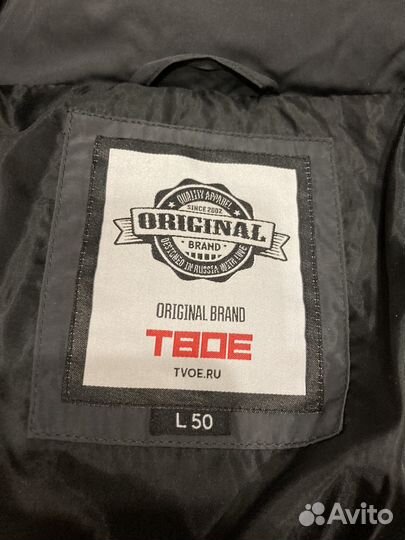 QUALITY APPAREL
SINCE 2002
ORIGINAL
BRAND
DESIGNED IN RUSSIA WITH LOVE
ORIGINAL BRAND
ТВОЕ
TVOE.RU
L 50
Avito